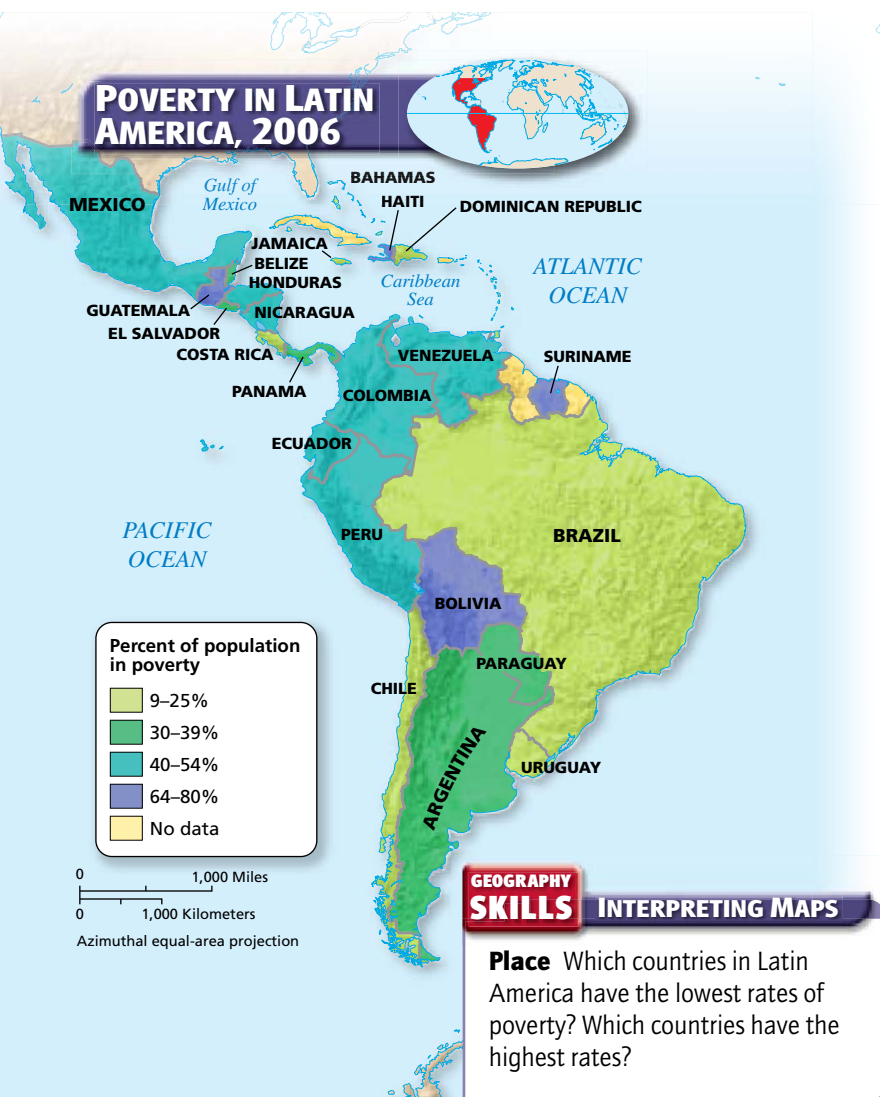 POVERTY IN LATIN
AMERICA, 2006
BAHAMAS
Gulf of
Mexico
HAITI
MEXICO
DOMINICAN REPUBLIC
JAMAICA
BELIZE
ATLANTIC
OCEAN
HONDURAS
Caribbean
Sea
GUATEMALA
NICARAGUA
EL SALVADOR
COSTA RICA
VENEZUELA
SURINAME
PANAMA
COLOMBIA
ECUADOR
PACIFIC
OCEAN
PERU
BRAZIL
BOLIVIA
PARAGUAY
CHILE
ARGENTINA
URUGUAY
Percent of population
in poverty
9–25%
30–39%
40–54%
64–80%
No data
0 1,000 Miles
0 1,000 Kilometers
Azimuthal equal-area projection
GEOGRAPHY
SKILLS INTERPRETING MAPS
Place Which countries in Latin
America have the lowest rates of
poverty? Which countries have the
highest rates?